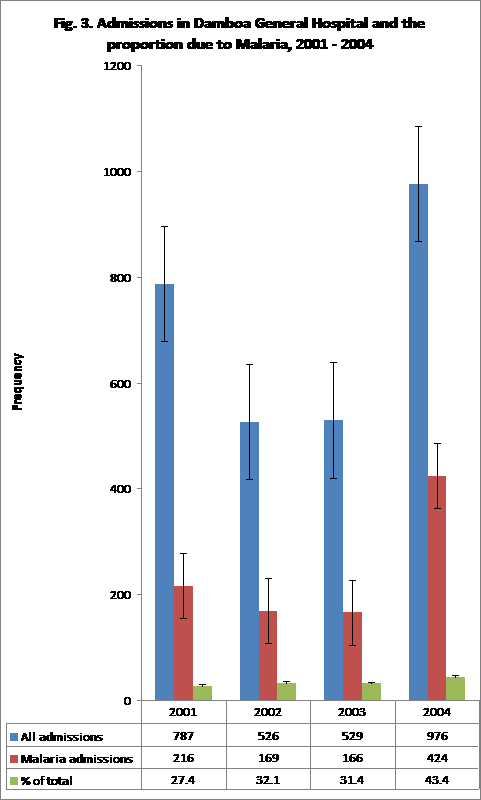 Fig. 3. Admissions in Damboa General Hospital and the
proportion due to Malaria, 2001 - 2004
1200
1000
800
600
400
200
0
Frequency
2001 2002 2003 2004
All admissions 787 526 529 976
Malaria admissions 216 169 166 424
% of total 27.4 32.1 31.4 43.4